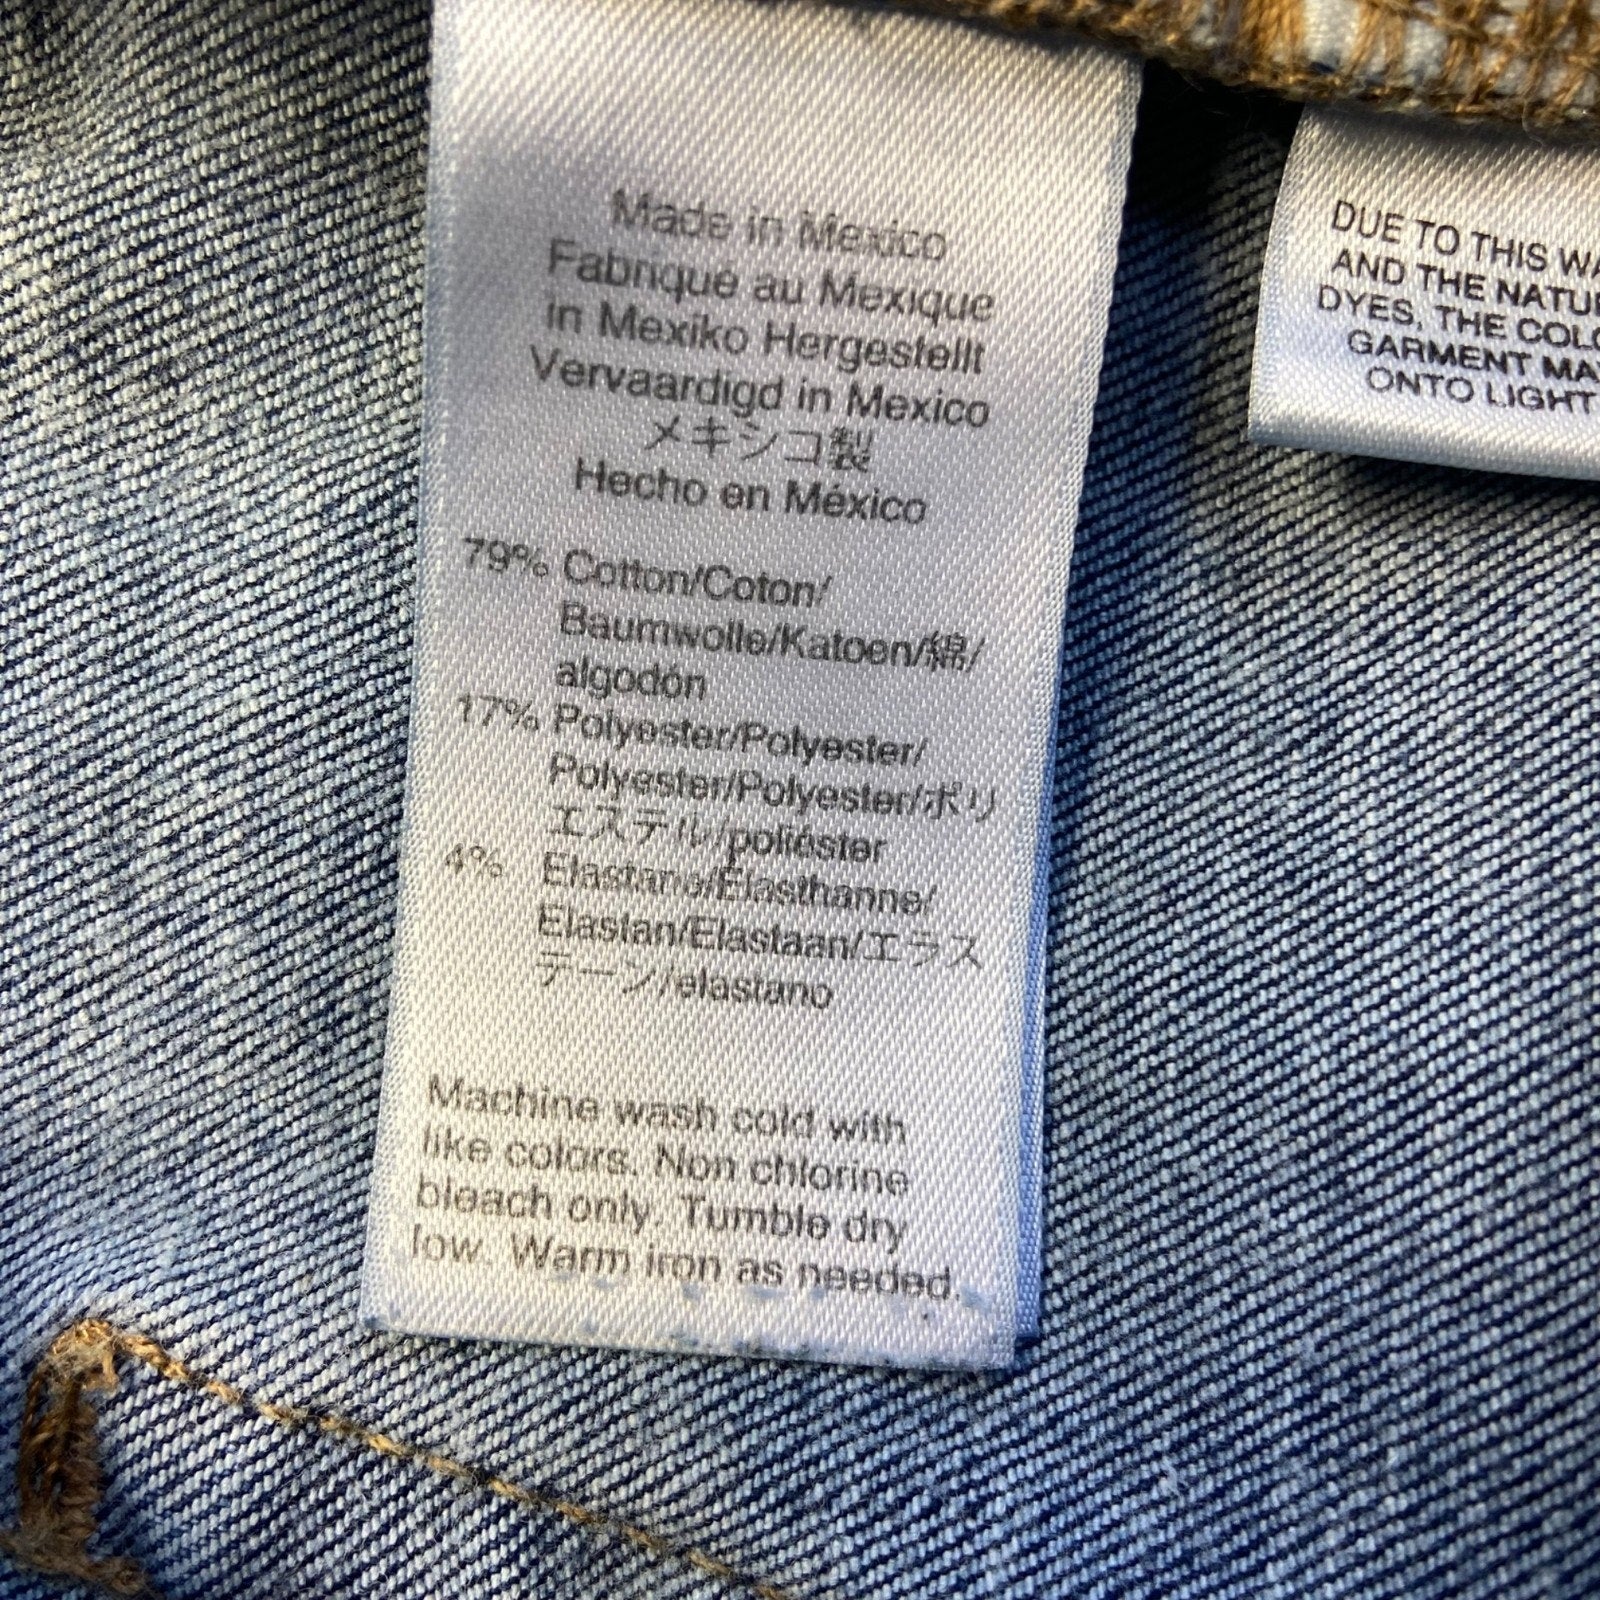 Made in Mexico
Fabriqué au Mexique
in Mexiko Hergestellt
Vervaardigd in Mexico
メキシコ製
Hecho en México
79% Cotton/Coton/
Baumwolle/Katoen/綿/
algodón
17% Polyester/Polyester/
Polyester/Polyester/ポリ
エステル/poliéster
4% Elastane/Elasthanne/
Elastan/Elastaan/エラス
テーン/elastano
Machine wash cold with
like colors. Non chlorine
bleach only. Tumble dry
low. Warm iron as needed.
DUE TO THIS WA
AND THE NATU
DYES, THE COLO
GARMENT MA
ONTO LIGHT